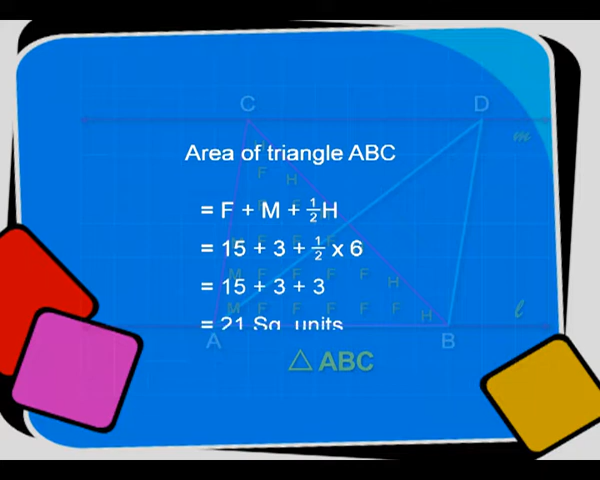 C D
m
Area of triangle ABC
F
H
= F + M + ½H
= 15 + 3 + ½ x 6
M F F F F H
= 15 + 3 + 3
M F F F F F H
l
= 21 Sq. units
A B
△ ABC